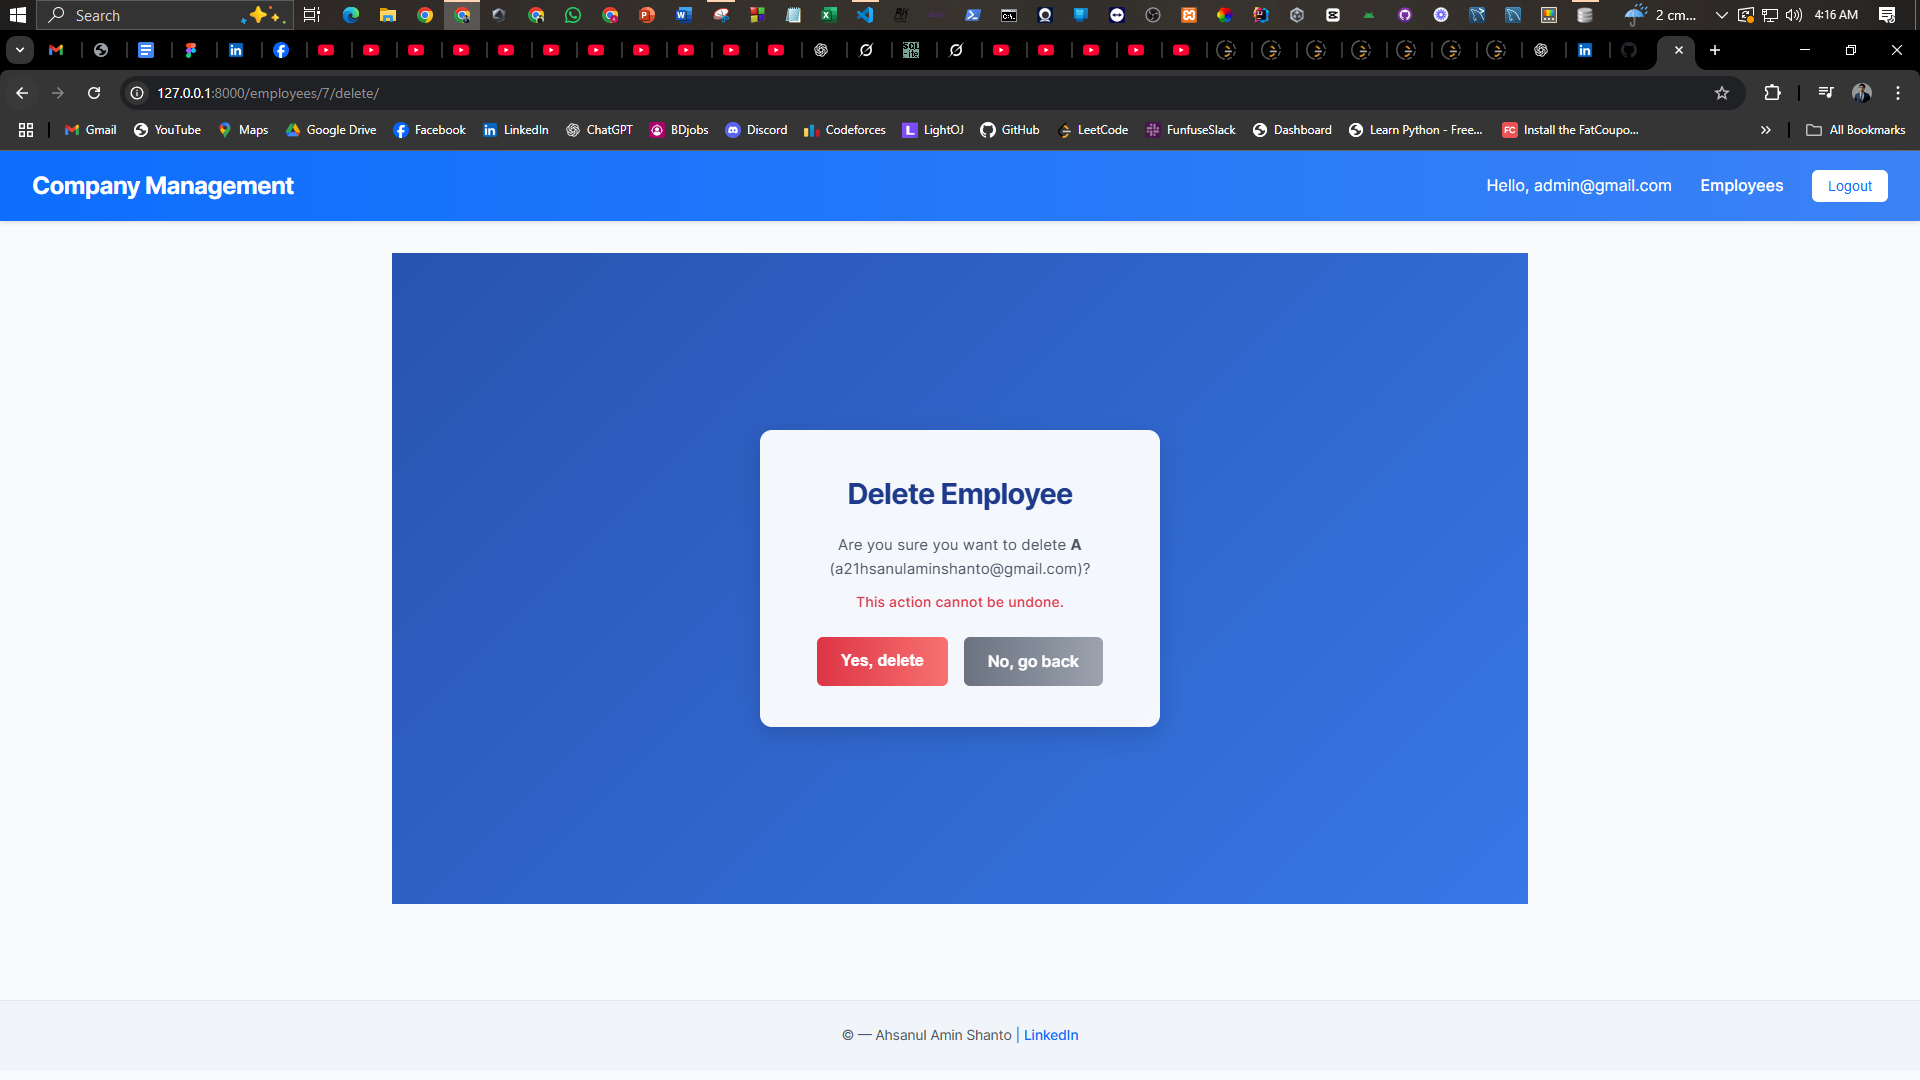 Search
2 cm...
4:16 AM
127.0.0.1:8000/employees/7/delete/
Gmail
YouTube
Maps
Google Drive
Facebook
LinkedIn
ChatGPT
BDjobs
Discord
Codeforces
LightOJ
GitHub
LeetCode
FunfuseSlack
Dashboard
Learn Python - Free...
Install the FatCoupo...
All Bookmarks
Company Management
Hello, admin@gmail.com
Employees
Logout
Delete Employee
Are you sure you want to delete A
(a21hsanulaminshanto@gmail.com)?
This action cannot be undone.
Yes, delete
No, go back
© — Ahsanul Amin Shanto | LinkedIn